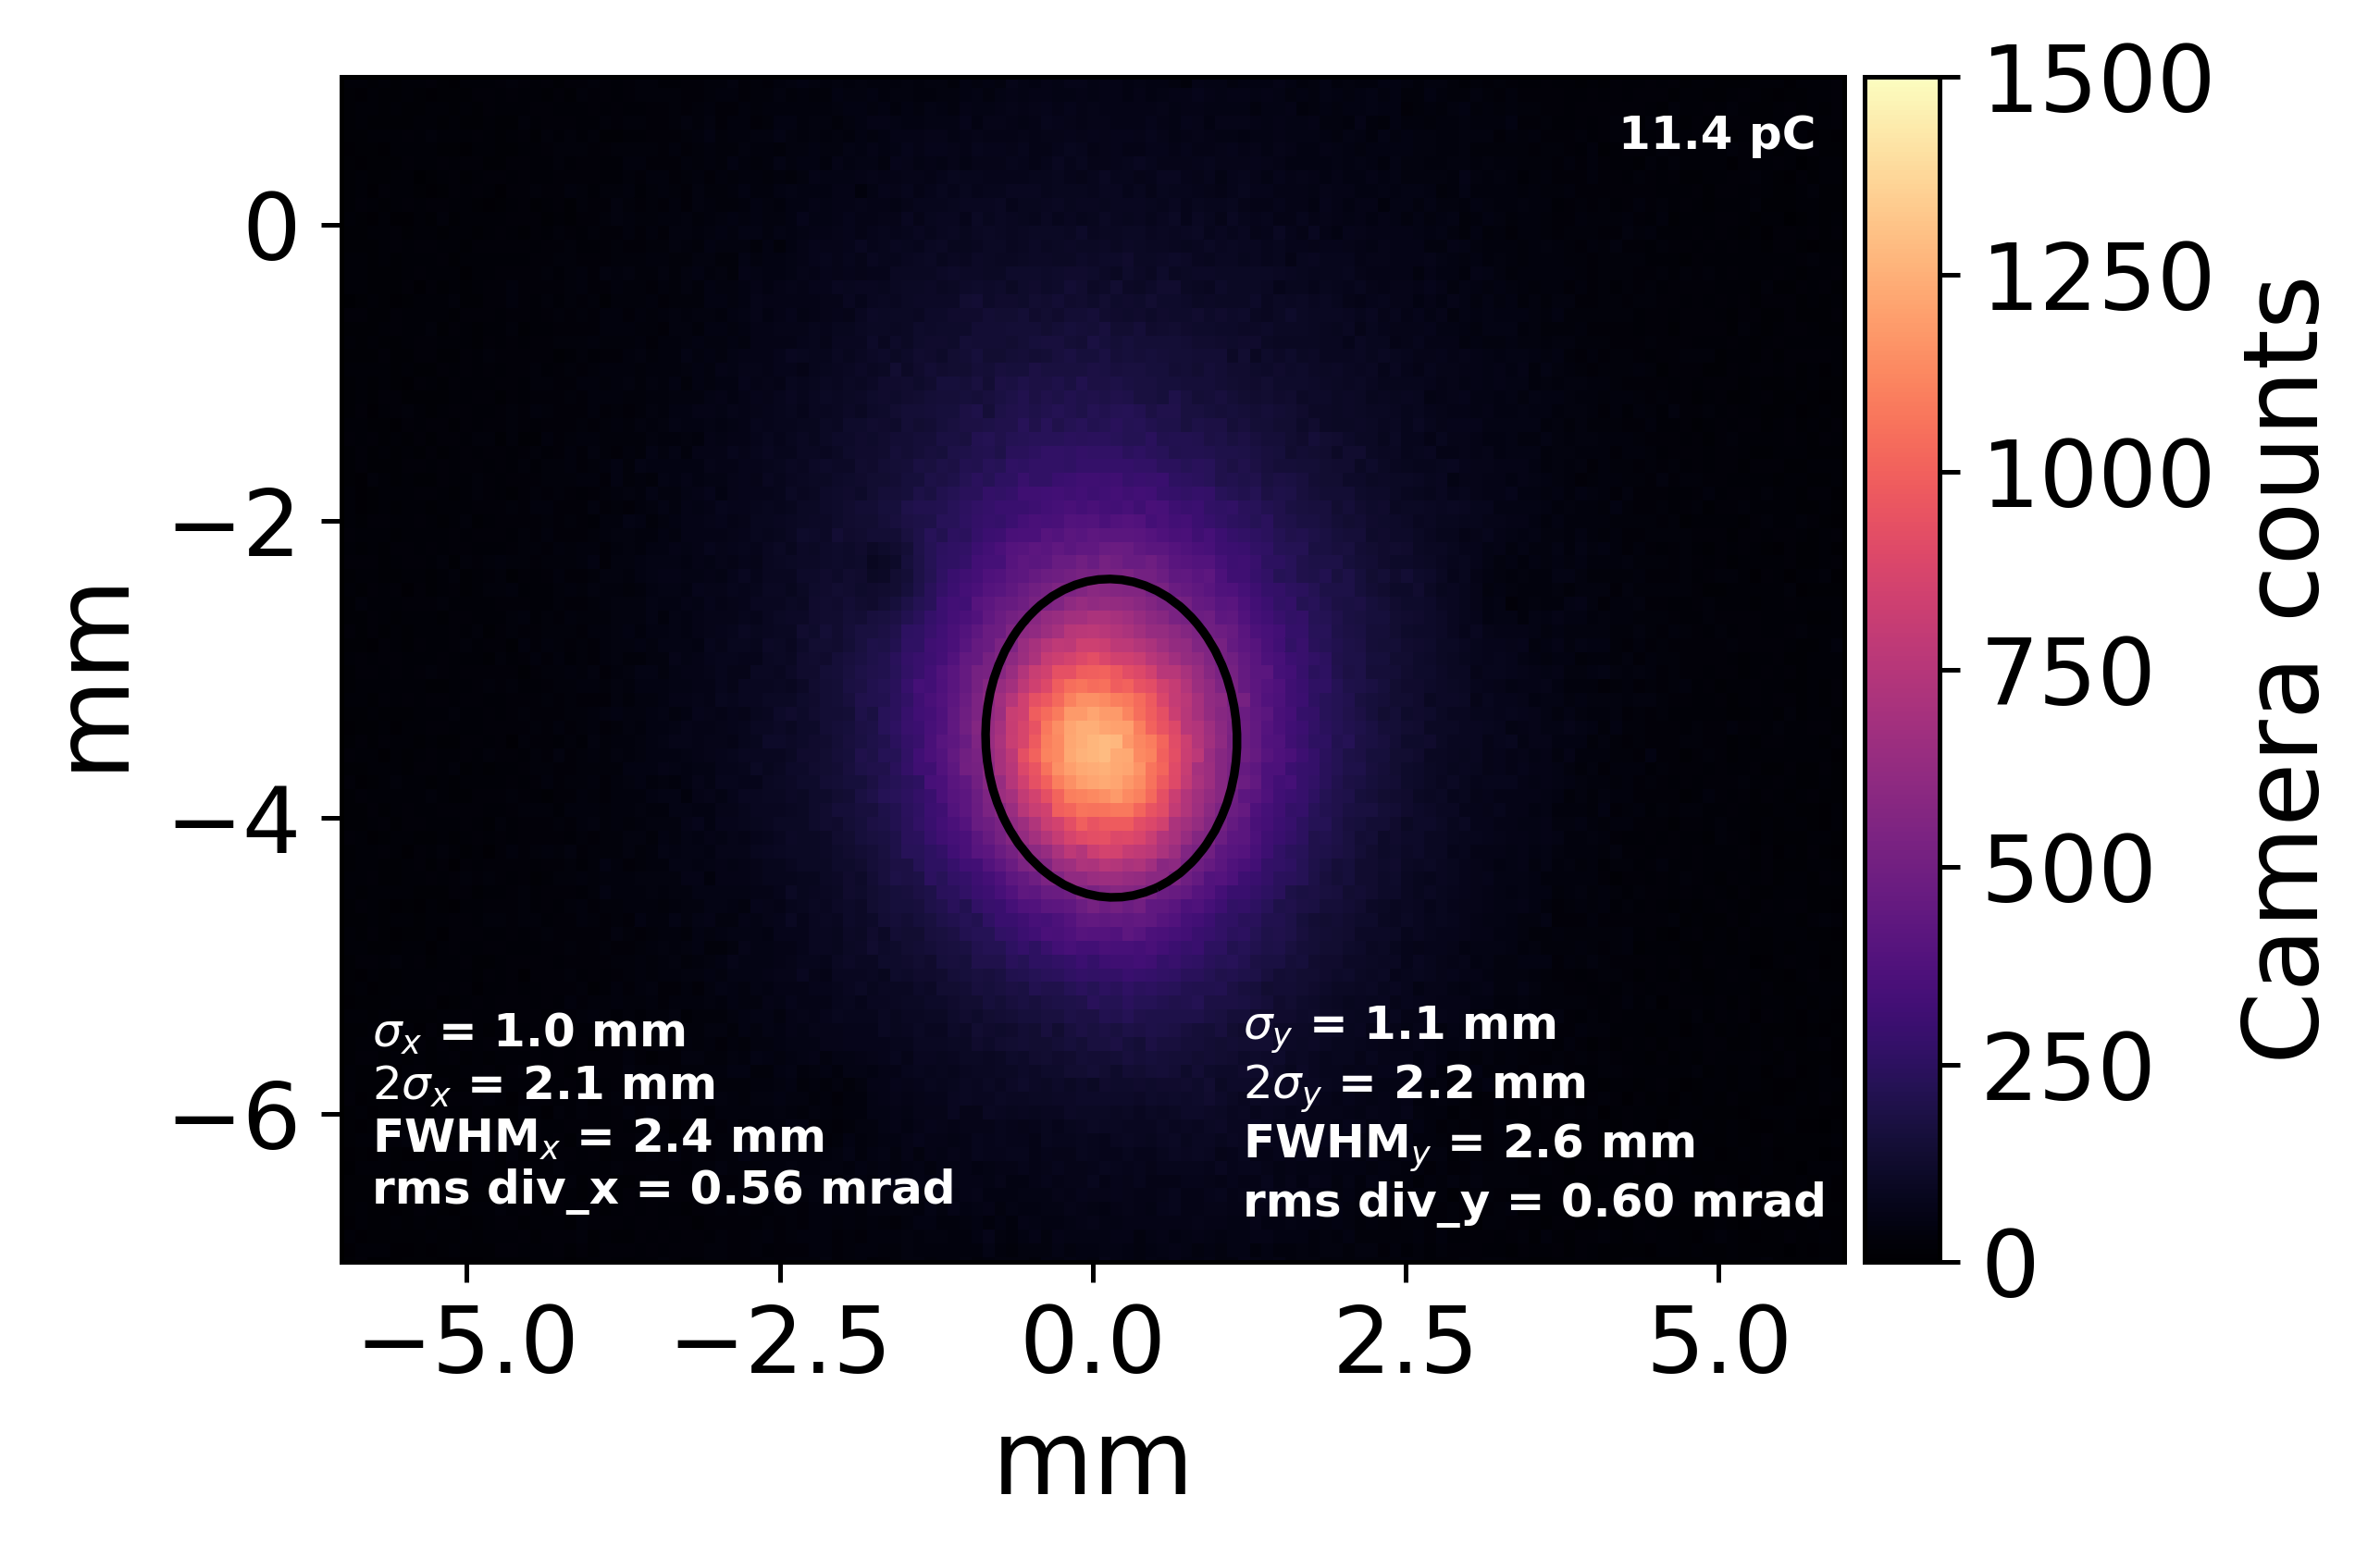 11.4 pC
0
−2
−4
−6
mm
σx = 1.0 mm
2σx = 2.1 mm
FWHMx = 2.4 mm
rms div_x = 0.56 mrad
σy = 1.1 mm
2σy = 2.2 mm
FWHMy = 2.6 mm
rms div_y = 0.60 mrad
−5.0 −2.5 0.0 2.5 5.0
mm
1500
1250
1000
750
500
250
0
Camera counts